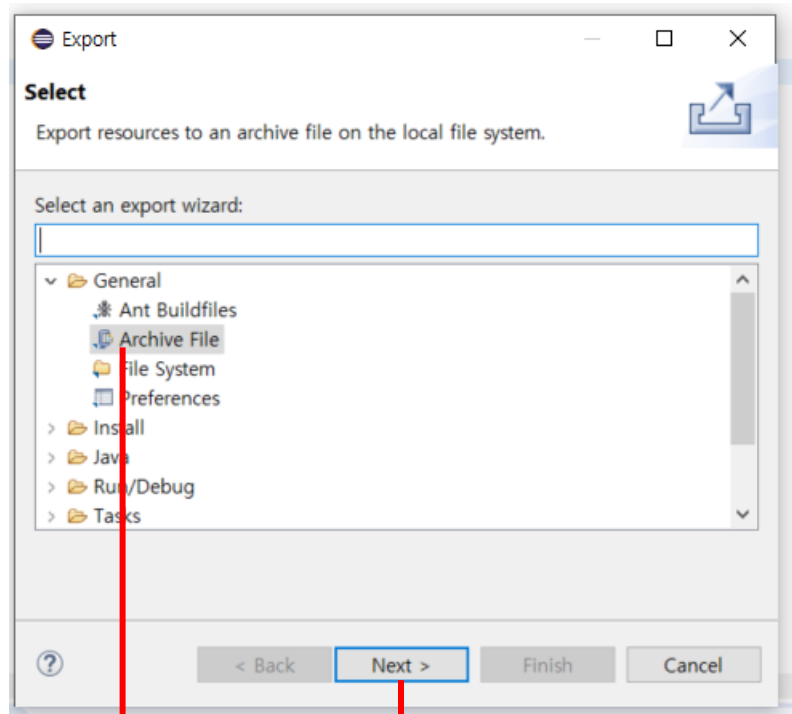 Export
Select
Export resources to an archive file on the local file system.
Select an export wizard:
General
Ant Buildfiles
Archive File
File System
Preferences
Install
Java
Run/Debug
Tasks
?
< Back
Next >
Finish
Cancel